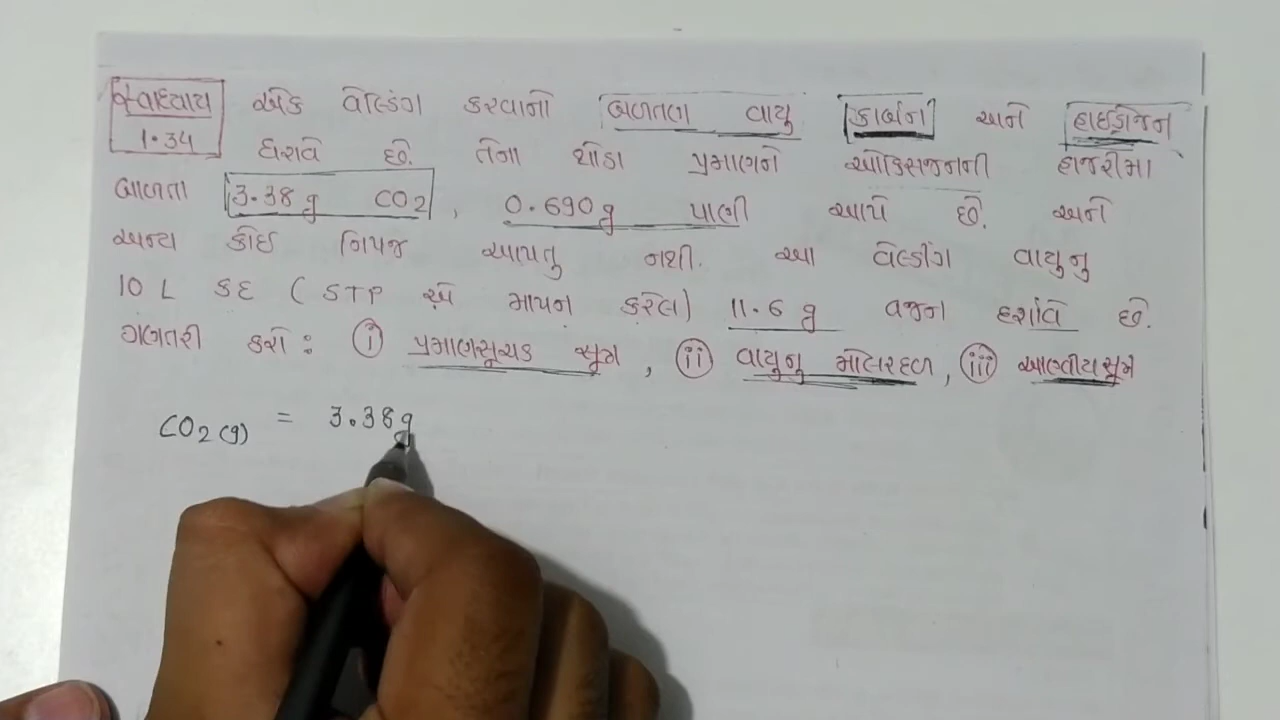 સ્વાધ્યાય 1.34 એક વેલ્ડિંગ કરવાનો બળતણ વાયુ કાર્બન અને હાઈડ્રોજન
ધરાવે છે. તેના થોડા પ્રમાણને ઓક્સિજનની હાજરીમા
બાળતા 3.38 g CO2 , 0.690 g પાણી આપે છે. અને
અન્ય કોઈ નિપજ આપતુ નથી. આ વેલ્ડીંગ વાયુનુ
10 L કદ ( STP એ માપન કરેલ) 11.6 g વજન દર્શાવે છે.
ગણતરી કરો : (i) પ્રમાણસૂચક સૂત્ર , (ii) વાયુનુ મોલરદળ , (iii) આણ્વીયસૂત્ર
CO2 (g) = 3.38g